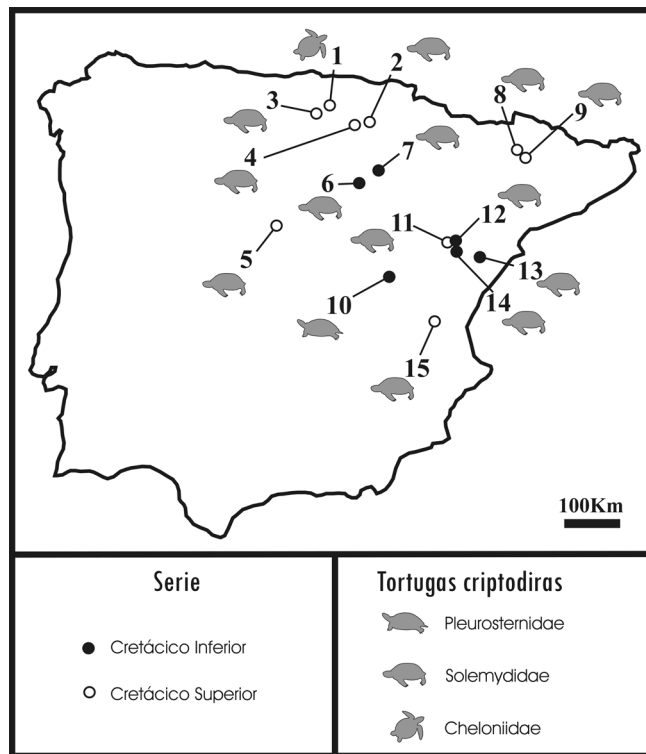 1
2
3
4
8
9
7
6
11
12
5
10
13
14
15
100Km
Serie
Cretácico Inferior
Cretácico Superior
Tortugas criptodiras
Pleurosternidae
Solemydidae
Cheloniidae